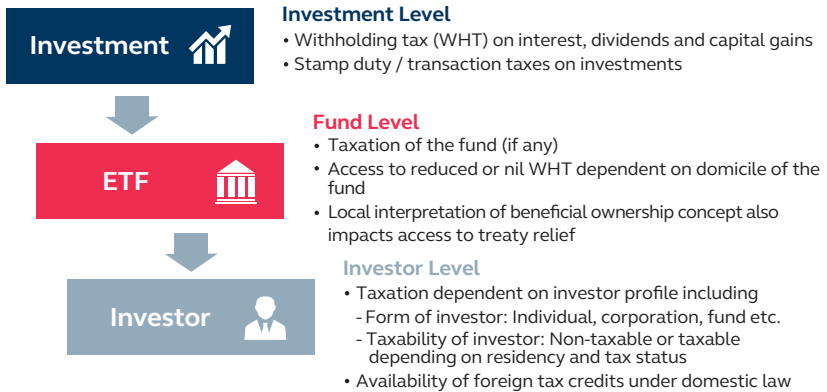 Investment
Investment Level
• Withholding tax (WHT) on interest, dividends and capital gains
• Stamp duty / transaction taxes on investments
ETF
Fund Level
• Taxation of the fund (if any)
• Access to reduced or nil WHT dependent on domicile of the
fund
• Local interpretation of beneficial ownership concept also
impacts access to treaty relief
Investor
Investor Level
• Taxation dependent on investor profile including
- Form of investor: Individual, corporation, fund etc.
- Taxability of investor: Non-taxable or taxable
depending on residency and tax status
• Availability of foreign tax credits under domestic law